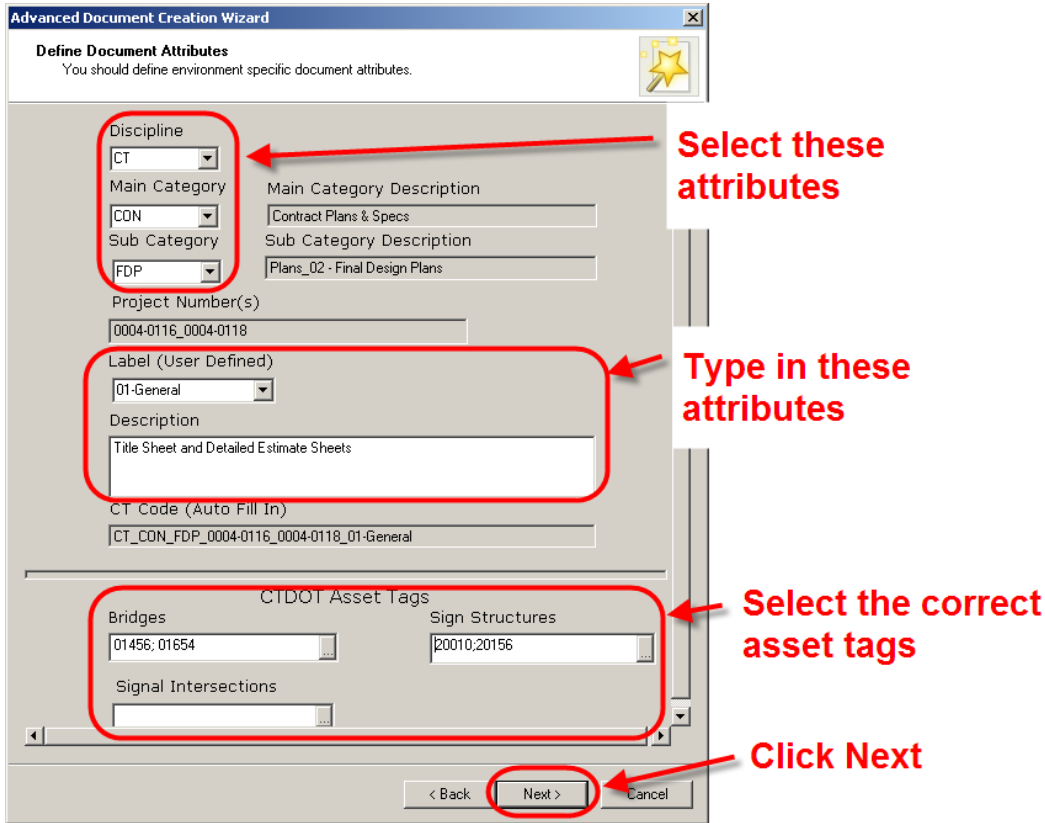 Advanced Document Creation Wizard
Define Document Attributes
You should define environment specific document attributes.
Discipline
CT
Main Category
Main Category Description
CON
Contract Plans & Specs
Sub Category
Sub Category Description
FDP
Plans_02 - Final Design Plans
Project Number(s)
0004-0116_0004-0118
Label (User Defined)
01-General
Description
Title Sheet and Detailed Estimate Sheets
CT Code (Auto Fill In)
CT_CON_FDP_0004-0116_0004-0118_01-General
CTDOT Asset Tags
Bridges
Sign Structures
01456; 01654
...
20010;20156
...
Signal Intersections
...
< Back
Next >
Cancel
Select these
attributes
Type in these
attributes
Select the correct
asset tags
Click Next